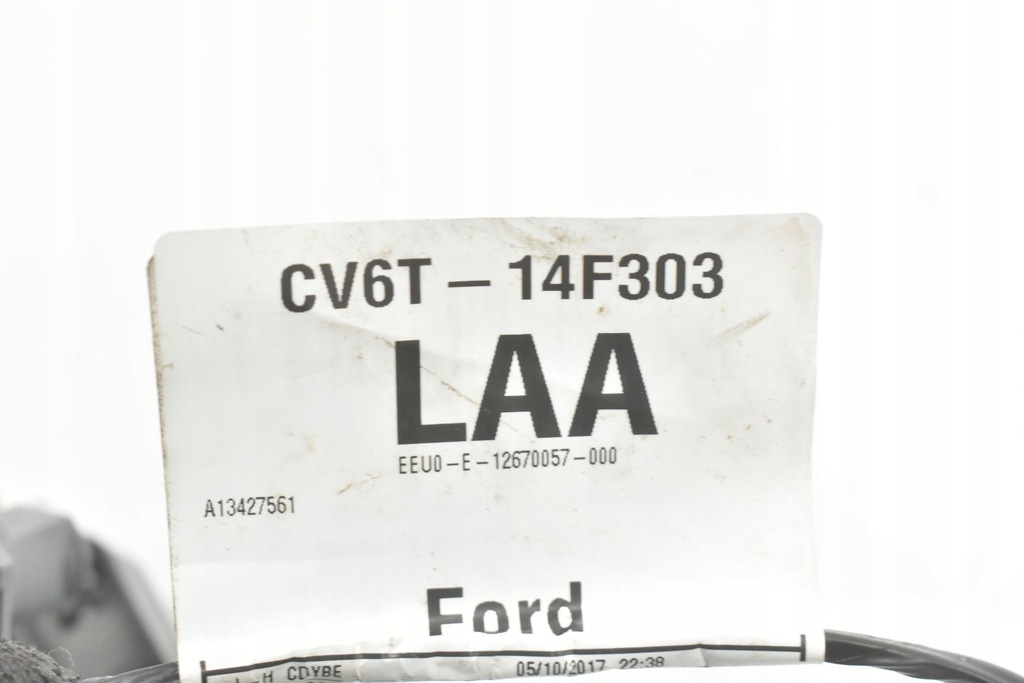 CV6T-14F303
LAA
EEU0-E-12670057-000
A13427561
Ford
CDYBE 05/10/2017 22:38